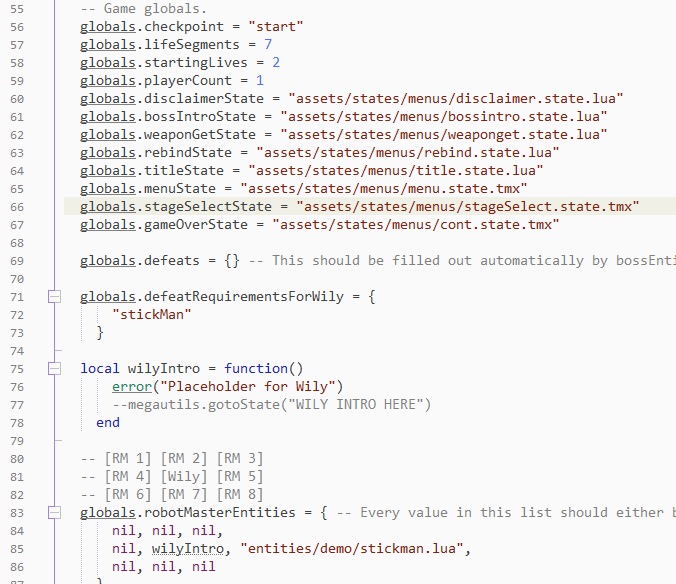 55 -- Game globals.
56 globals.checkpoint = "start"
57 globals.lifeSegments = 7
58 globals.startingLives = 2
59 globals.playerCount = 1
60 globals.disclaimerState = "assets/states/menus/disclaimer.state.lua"
61 globals.bossIntroState = "assets/states/menus/bossintro.state.lua"
62 globals.weaponGetState = "assets/states/menus/weaponget.state.lua"
63 globals.rebindState = "assets/states/menus/rebind.state.lua"
64 globals.titleState = "assets/states/menus/title.state.lua"
65 globals.menuState = "assets/states/menus/menu.state.tmx"
66 globals.stageSelectState = "assets/states/menus/stageSelect.state.tmx"
67 globals.gameOverState = "assets/states/menus/cont.state.tmx"
68
69 globals.defeats = {} -- This should be filled out automatically by bossEnti
70
71 globals.defeatRequirementsForWily = {
72 "stickMan"
73 }
74
75 local wilyIntro = function()
76 error("Placeholder for Wily")
77 --megautils.gotoState("WILY INTRO HERE")
78 end
79
80 -- [RM 1] [RM 2] [RM 3]
81 -- [RM 4] [Wily] [RM 5]
82 -- [RM 6] [RM 7] [RM 8]
83 globals.robotMasterEntities = { -- Every value in this list should either b
84 nil, nil, nil,
85 nil, wilyIntro, "entities/demo/stickman.lua",
86 nil, nil, nil
87 }